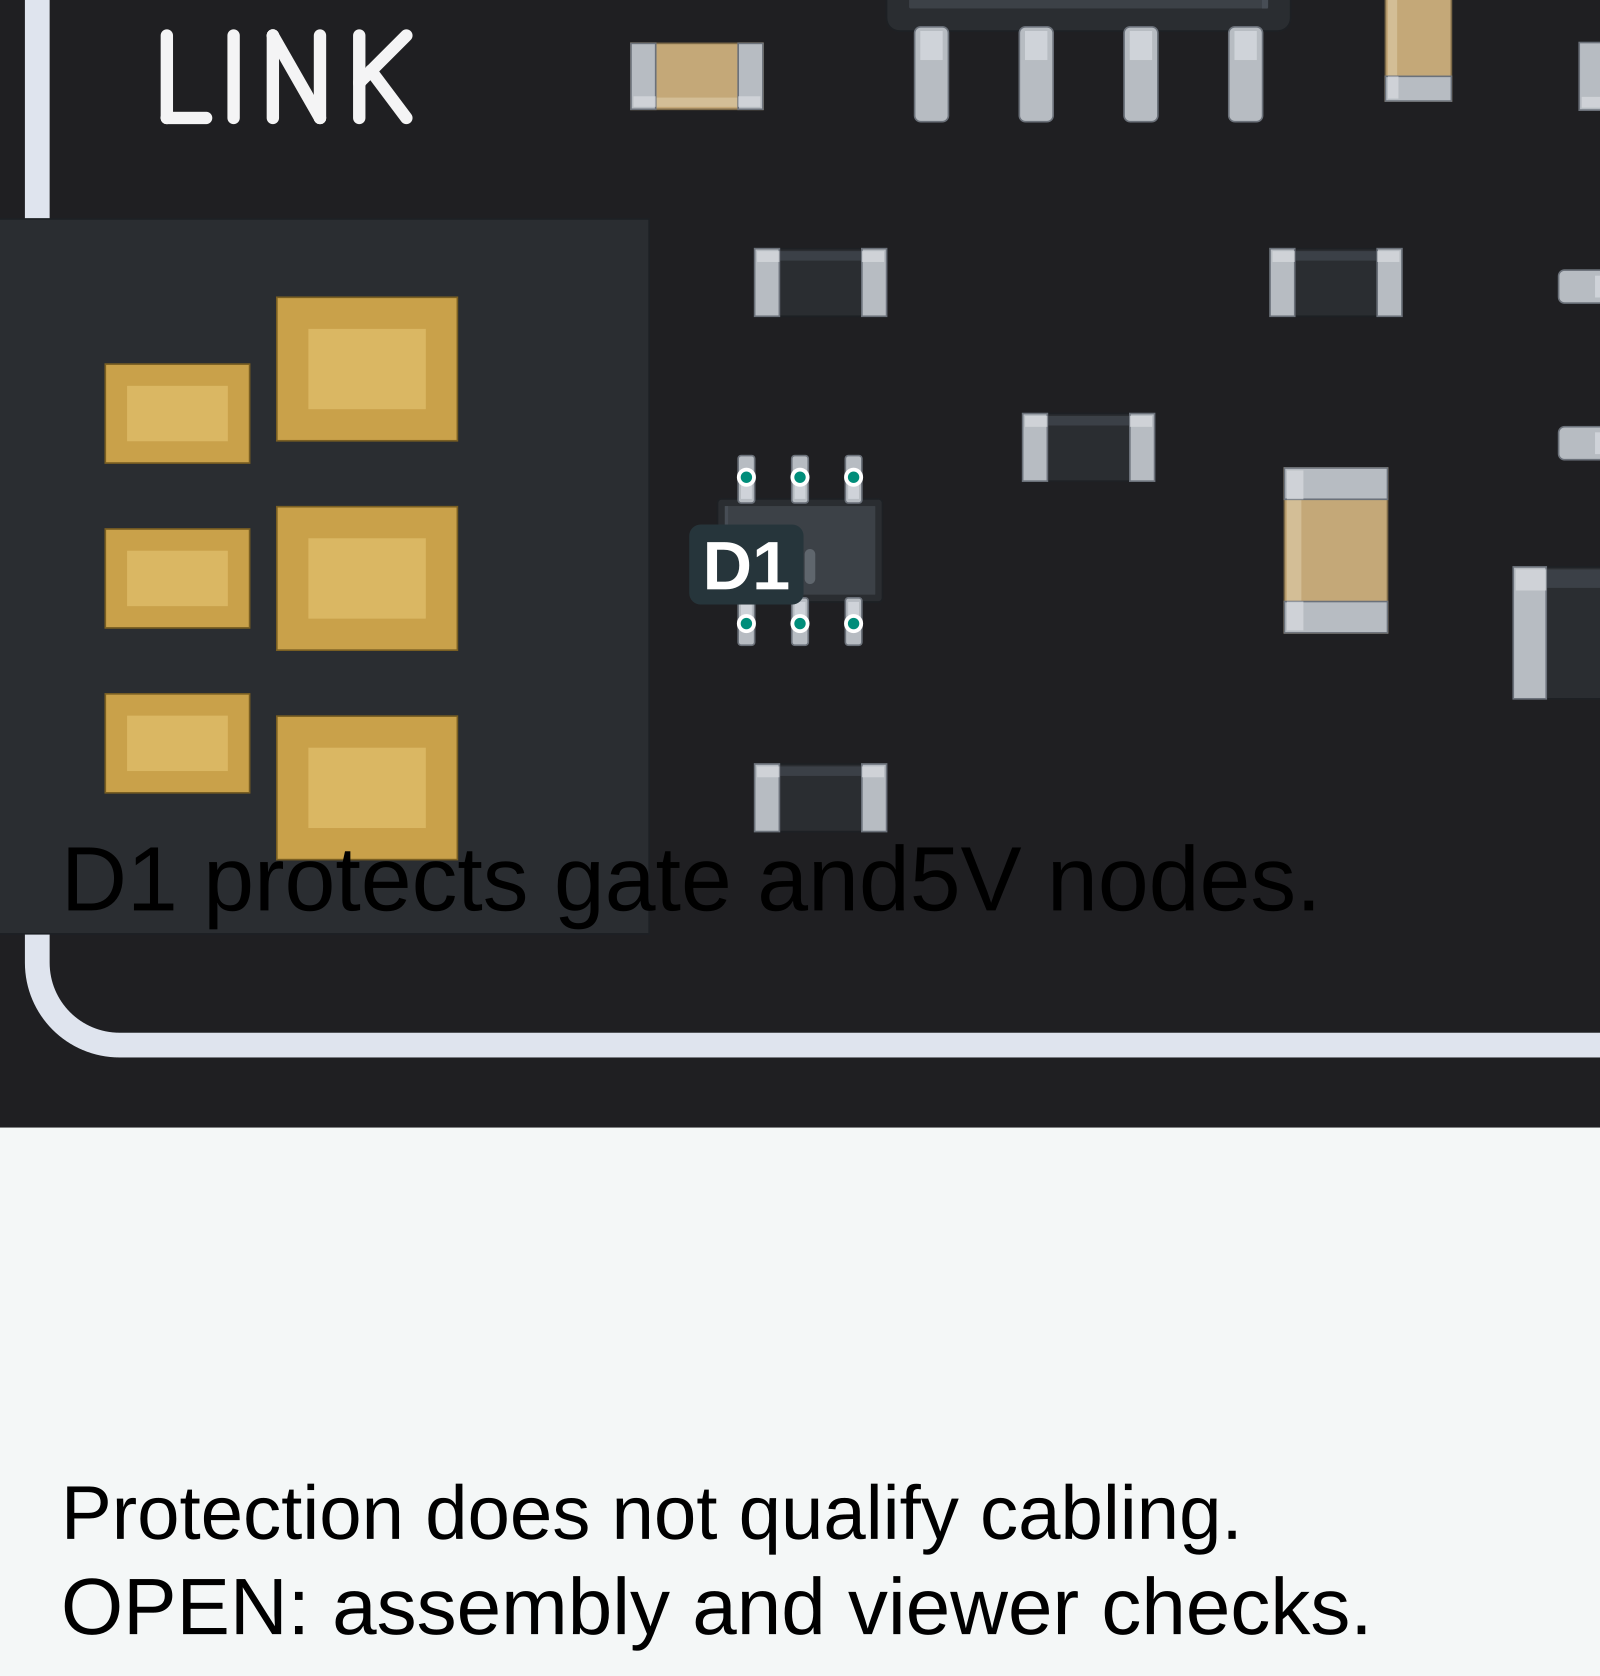 LINK
D1
D1 protects gate and5V nodes.
Protection does not qualify cabling.
OPEN: assembly and viewer checks.